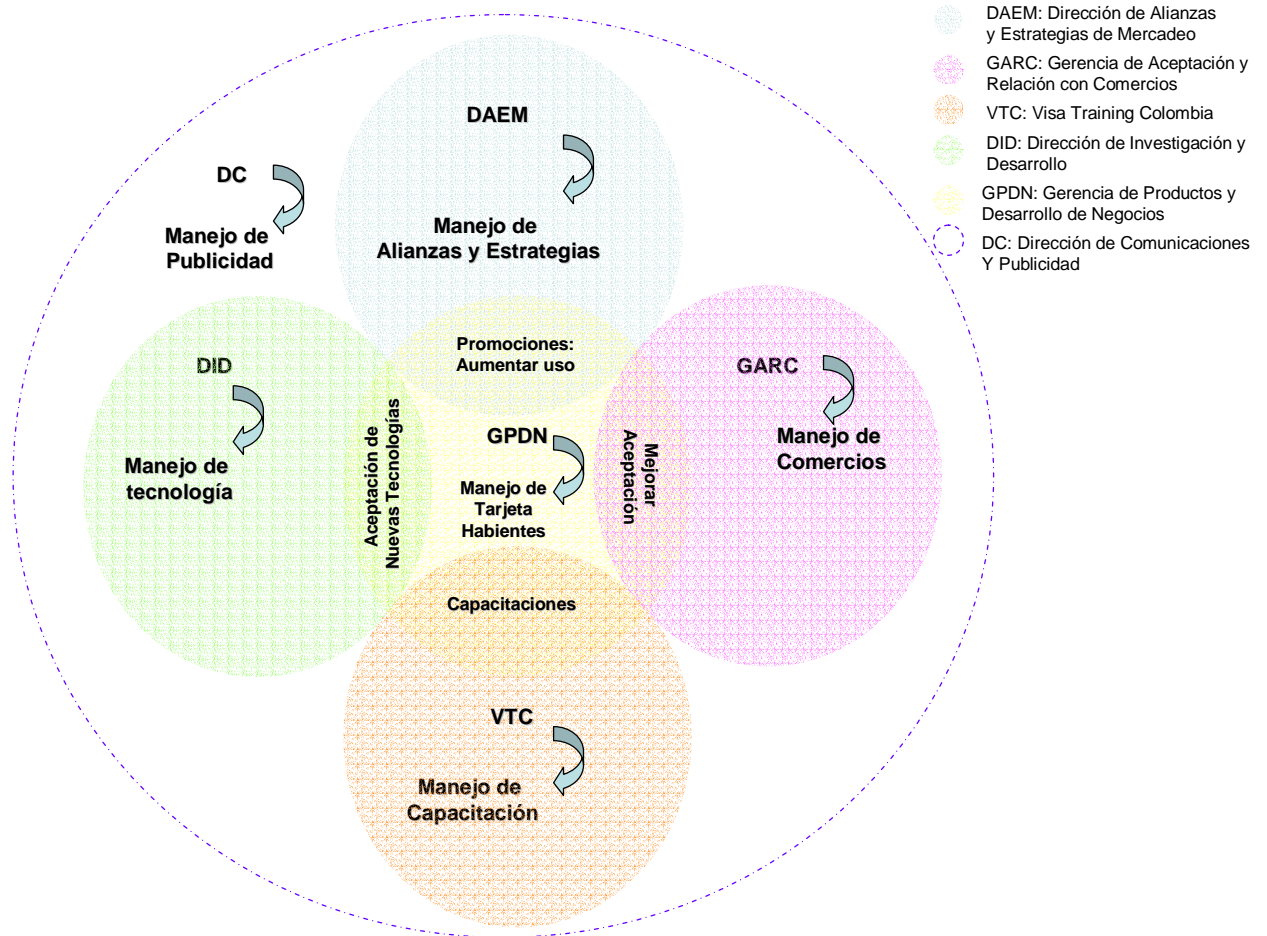 DAEM: Dirección de Alianzas
y Estrategias de Mercadeo
GARC: Gerencia de Aceptación y
Relación con Comercios
VTC: Visa Training Colombia
DID: Dirección de Investigación y
Desarrollo
GPDN: Gerencia de Productos y
Desarrollo de Negocios
DC: Dirección de Comunicaciones
Y Publicidad
DAEM
Manejo de
Alianzas y Estrategias
DC
Manejo de
Publicidad
Promociones:
Aumentar uso
DID
Manejo de
tecnología
Aceptación de
Nuevas Tecnologías
GPDN
Manejo de
Tarjeta
Habientes
Mejorar
Aceptación
GARC
Manejo de
Comercios
Capacitaciones
VTC
Manejo de
Capacitación